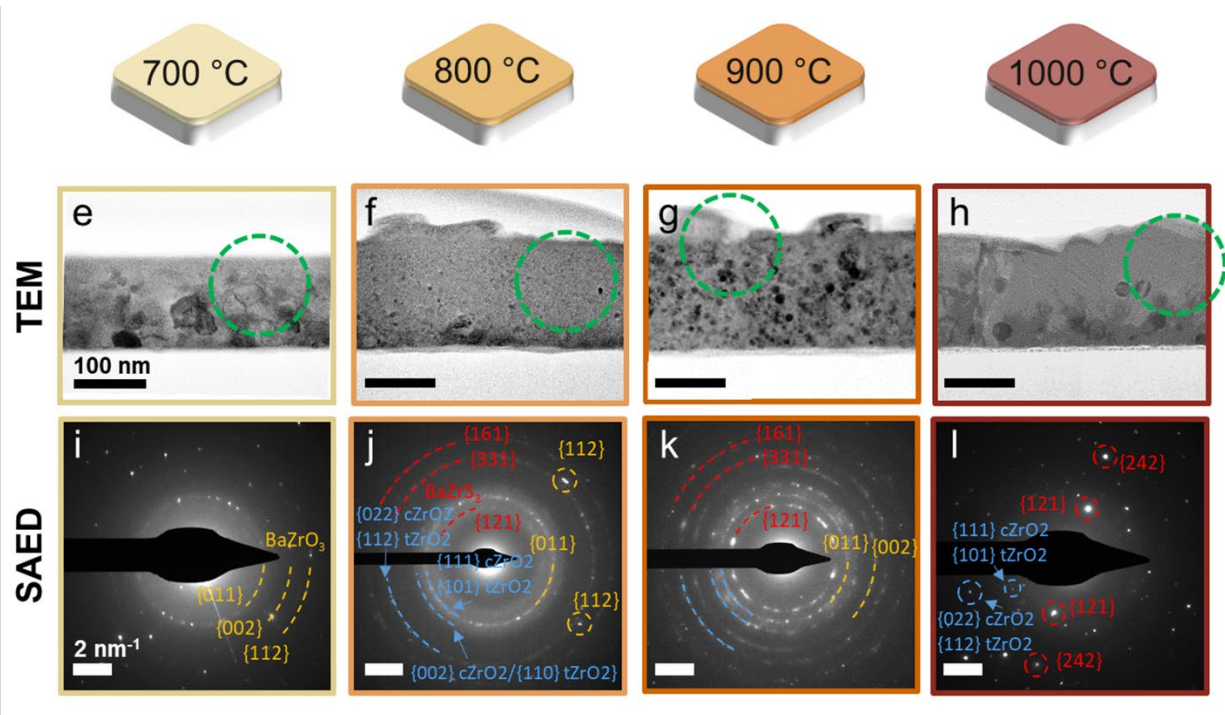 700 °C
800 °C
900 °C
1000 °C
TEM
e
100 nm
f
g
h
SAED
i
BaZrO₃
{011}
{002}
{112}
2 nm⁻¹
j
{161}
{331}
BaZrS₃
{121}
{112}
{022} cZrO2
{112} tZrO2
{111} cZrO2
{101} tZrO2
{011}
{112}
{002} cZrO2/{110} tZrO2}
k
{161}
{331}
{121}
{011}
{002}
l
{242}
{121}
{111} cZrO2
{101} tZrO2
{121}
{022} cZrO2
{112} tZrO2
{242}